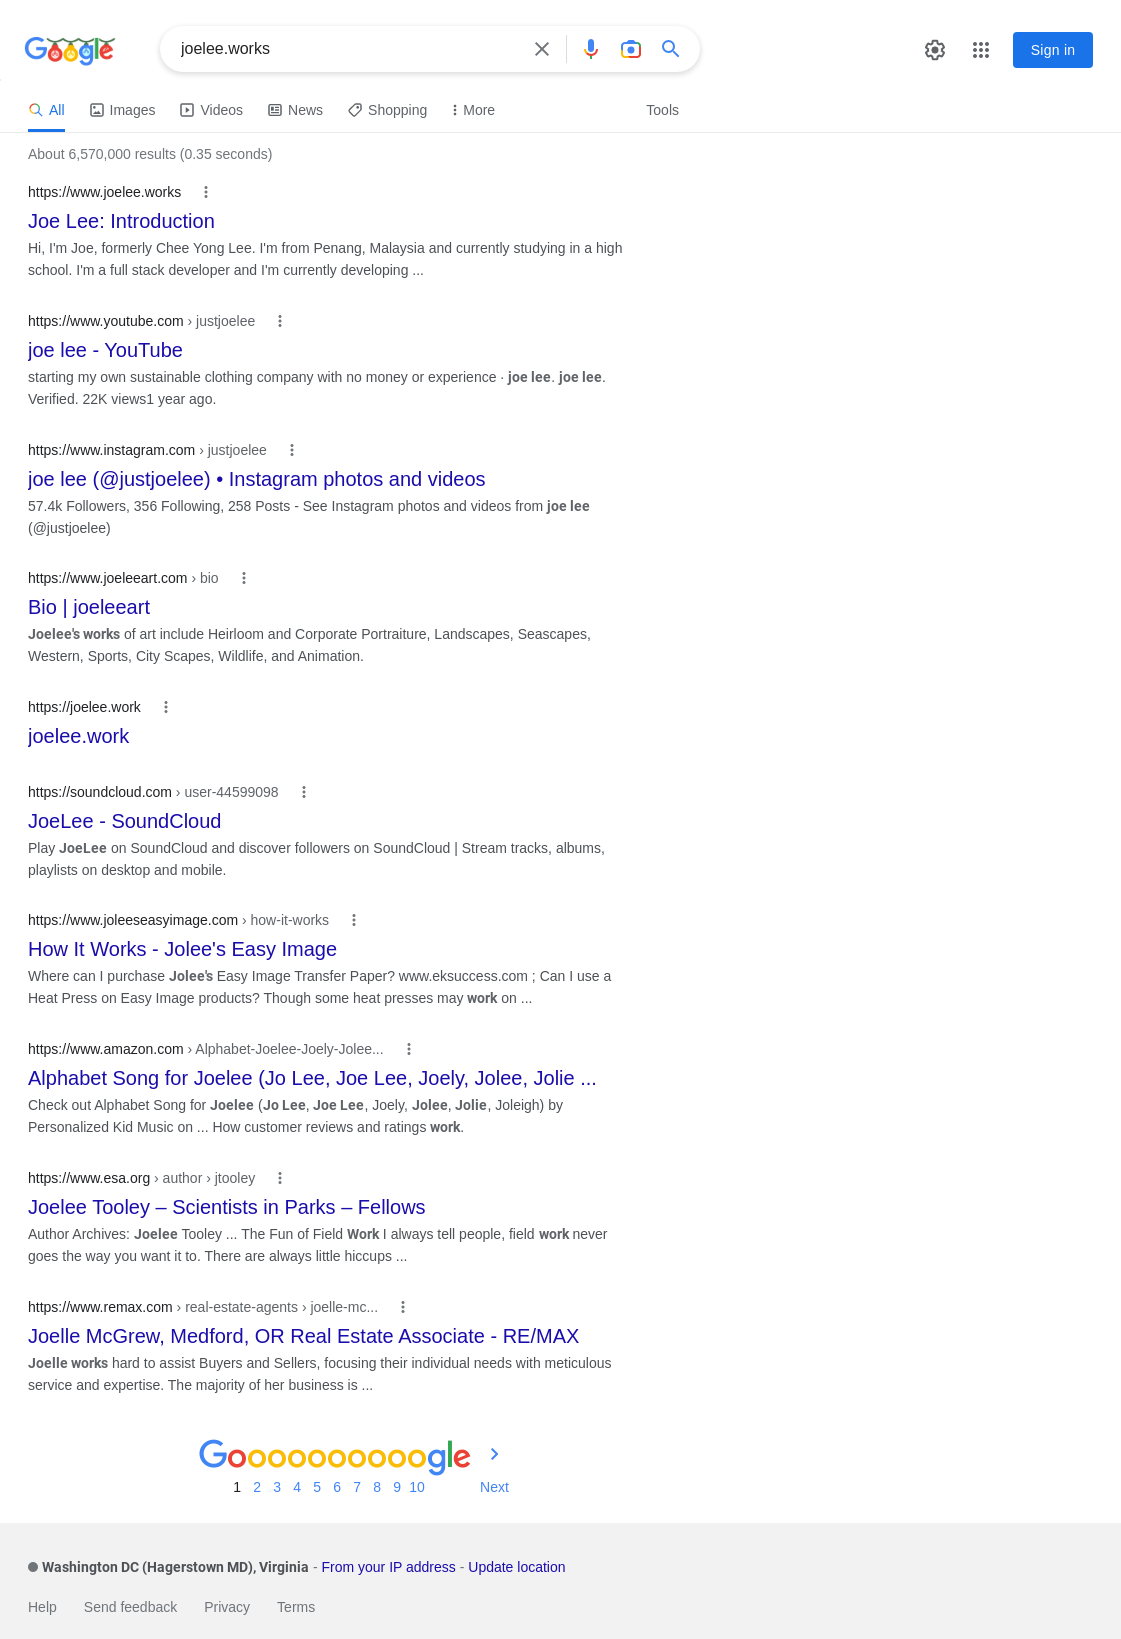 Google
joelee.works
Sign in
All Images Videos News Shopping More Tools
About 6,570,000 results (0.35 seconds)
https://www.joelee.works
Joe Lee: Introduction
Hi, I'm Joe, formerly Chee Yong Lee. I'm from Penang, Malaysia and currently studying in a high
school. I'm a full stack developer and I'm currently developing ...
https://www.youtube.com › justjoelee
joe lee - YouTube
starting my own sustainable clothing company with no money or experience · joe lee. joe lee.
Verified. 22K views1 year ago.
https://www.instagram.com › justjoelee
joe lee (@justjoelee) • Instagram photos and videos
57.4k Followers, 356 Following, 258 Posts - See Instagram photos and videos from joe lee
(@justjoelee)
https://www.joeleeart.com › bio
Bio | joeleeart
Joelee's works of art include Heirloom and Corporate Portraiture, Landscapes, Seascapes,
Western, Sports, City Scapes, Wildlife, and Animation.
https://joelee.work
joelee.work
https://soundcloud.com › user-44599098
JoeLee - SoundCloud
Play JoeLee on SoundCloud and discover followers on SoundCloud | Stream tracks, albums,
playlists on desktop and mobile.
https://www.joleeseasyimage.com › how-it-works
How It Works - Jolee's Easy Image
Where can I purchase Jolee's Easy Image Transfer Paper? www.eksuccess.com ; Can I use a
Heat Press on Easy Image products? Though some heat presses may work on ...
https://www.amazon.com › Alphabet-Joelee-Joely-Jolee...
Alphabet Song for Joelee (Jo Lee, Joe Lee, Joely, Jolee, Jolie ...
Check out Alphabet Song for Joelee (Jo Lee, Joe Lee, Joely, Jolee, Jolie, Joleigh) by
Personalized Kid Music on ... How customer reviews and ratings work.
https://www.esa.org › author › jtooley
Joelee Tooley – Scientists in Parks – Fellows
Author Archives: Joelee Tooley ... The Fun of Field Work I always tell people, field work never
goes the way you want it to. There are always little hiccups ...
https://www.remax.com › real-estate-agents › joelle-mc...
Joelle McGrew, Medford, OR Real Estate Associate - RE/MAX
Joelle works hard to assist Buyers and Sellers, focusing their individual needs with meticulous
service and expertise. The majority of her business is ...
Goooooooooogle
1 2 3 4 5 6 7 8 9 10 Next
Washington DC (Hagerstown MD), Virginia - From your IP address - Update location
Help Send feedback Privacy Terms